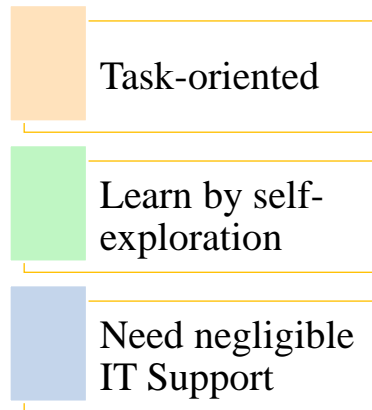 Task-oriented
Learn by self-
exploration
Need negligible
IT Support